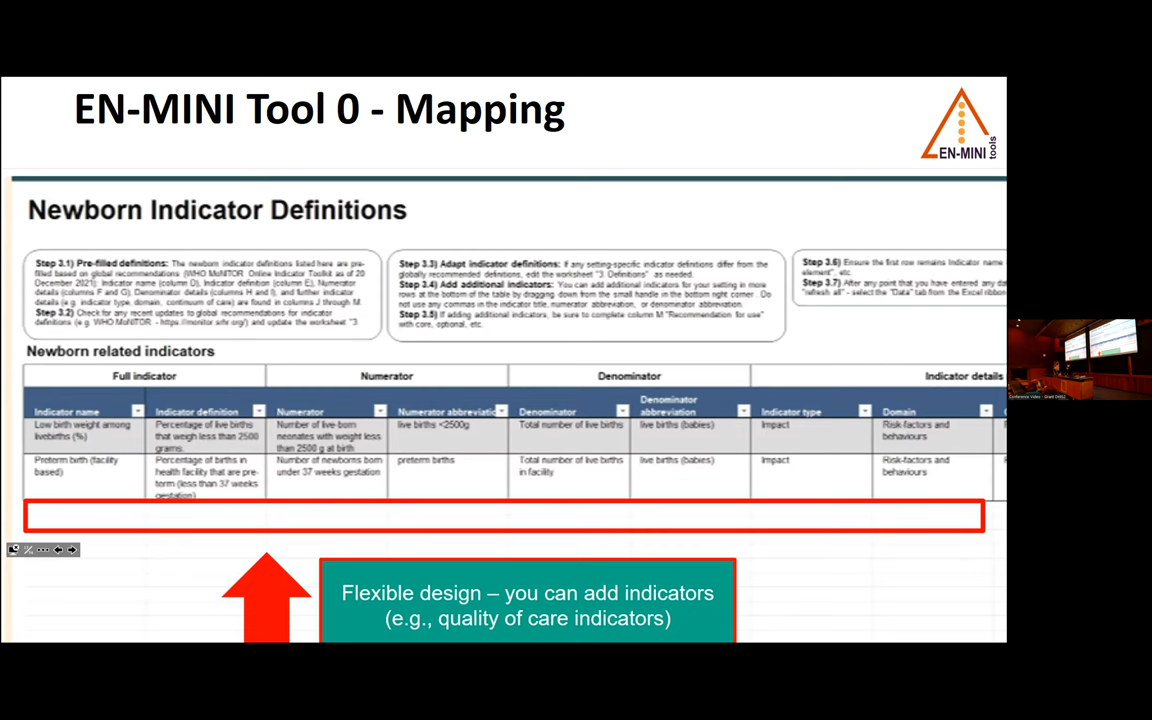 EN-MINI Tool 0 - Mapping
EN-MINI tools
Newborn Indicator Definitions
Step 3.1) Pre-filled definitions: The newborn indicator definitions listed here are pre-
filled based on global recommendations (WHO MoNITOR Online Indicator Toolkit as of 20
December 2021): Indicator name (column D), Indicator definition (column E), Numerator
details (columns F and G), Denominator details (columns H and I), and further indicator
details (e.g. indicator type, domain, continuum of care) are found in columns J through M.
Step 3.2) Check for any recent updates to global recommendations for indicator
definitions (e.g. WHO MoNITOR - https://monitor.srhr.org/) and update the worksheet "3.
Step 3.3) Adapt indicator definitions: If any setting-specific indicator definitions differ from the
globally recommended definitions, edit the worksheet "3. Definitions" as needed.
Step 3.4) Add additional indicators: You can add additional indicators for your setting in more
rows at the bottom of the table by dragging down from the small handle in the bottom right corner. Do
not use any commas in the indicator title, numerator abbreviation, or denominator abbreviation.
Step 3.5) If adding additional indicators, be sure to complete column M "Recommendation for use"
with core, optional, etc.
Step 3.6) Ensure the first row remains Indicator name
element", etc.
Step 3.7) After any point that you have entered any da
"refresh all" - select the "Data" tab from the Excel ribbon
Newborn related indicators
Full indicator Numerator Denominator Indicator details
Indicator name Indicator definition Numerator Numerator abbreviatic Denominator Denominator abbreviation Indicator type Domain
Low birth weight among livebirths (%) Percentage of live births that weigh less than 2500 grams. Number of live-born neonates with weight less than 2500 g at birth live births <2500g Total number of live births live births (babies) Impact Risk-factors and behaviours
Preterm birth (facility based) Percentage of births in health facility that are pre-term (less than 37 weeks gestation) Number of newborns born under 37 weeks gestation preterm births Total number of live births in facility live births (babies) Impact Risk-factors and behaviours
Flexible design – you can add indicators
(e.g., quality of care indicators)